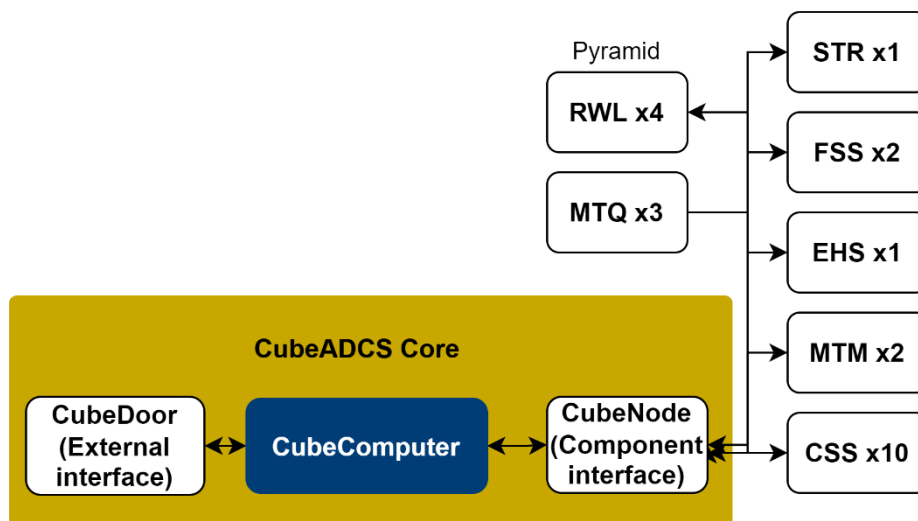 Pyramid
STR x1
RWL x4
FSS x2
MTQ x3
EHS x1
CubeADCS Core
MTM x2
CubeDoor
(External
interface)
CubeComputer
CubeNode
(Component
interface)
CSS x10